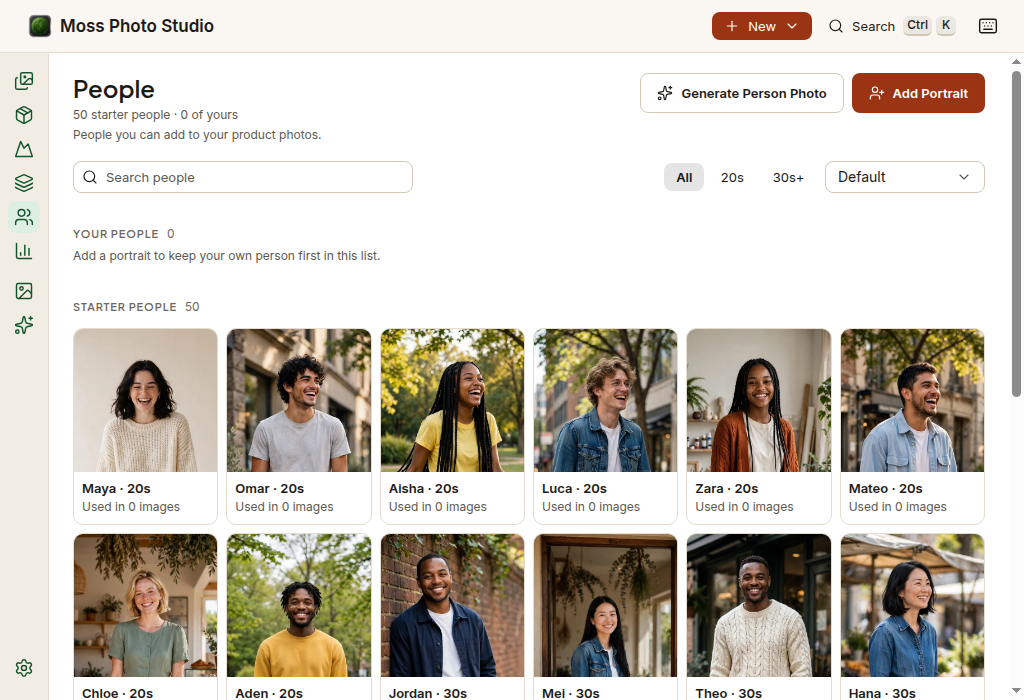 Moss Photo Studio
New
Search Ctrl K
People
50 starter people · 0 of yours
People you can add to your product photos.
Generate Person Photo
Add Portrait
Search people
All 20s 30s+
Default
YOUR PEOPLE 0
Add a portrait to keep your own person first in this list.
STARTER PEOPLE 50
Maya · 20s
Used in 0 images
Omar · 20s
Used in 0 images
Aisha · 20s
Used in 0 images
Luca · 20s
Used in 0 images
Zara · 20s
Used in 0 images
Mateo · 20s
Used in 0 images
Chloe · 20s
Aden · 20s
Jordan · 30s
Mei · 30s
Theo · 30s
Hana · 30s